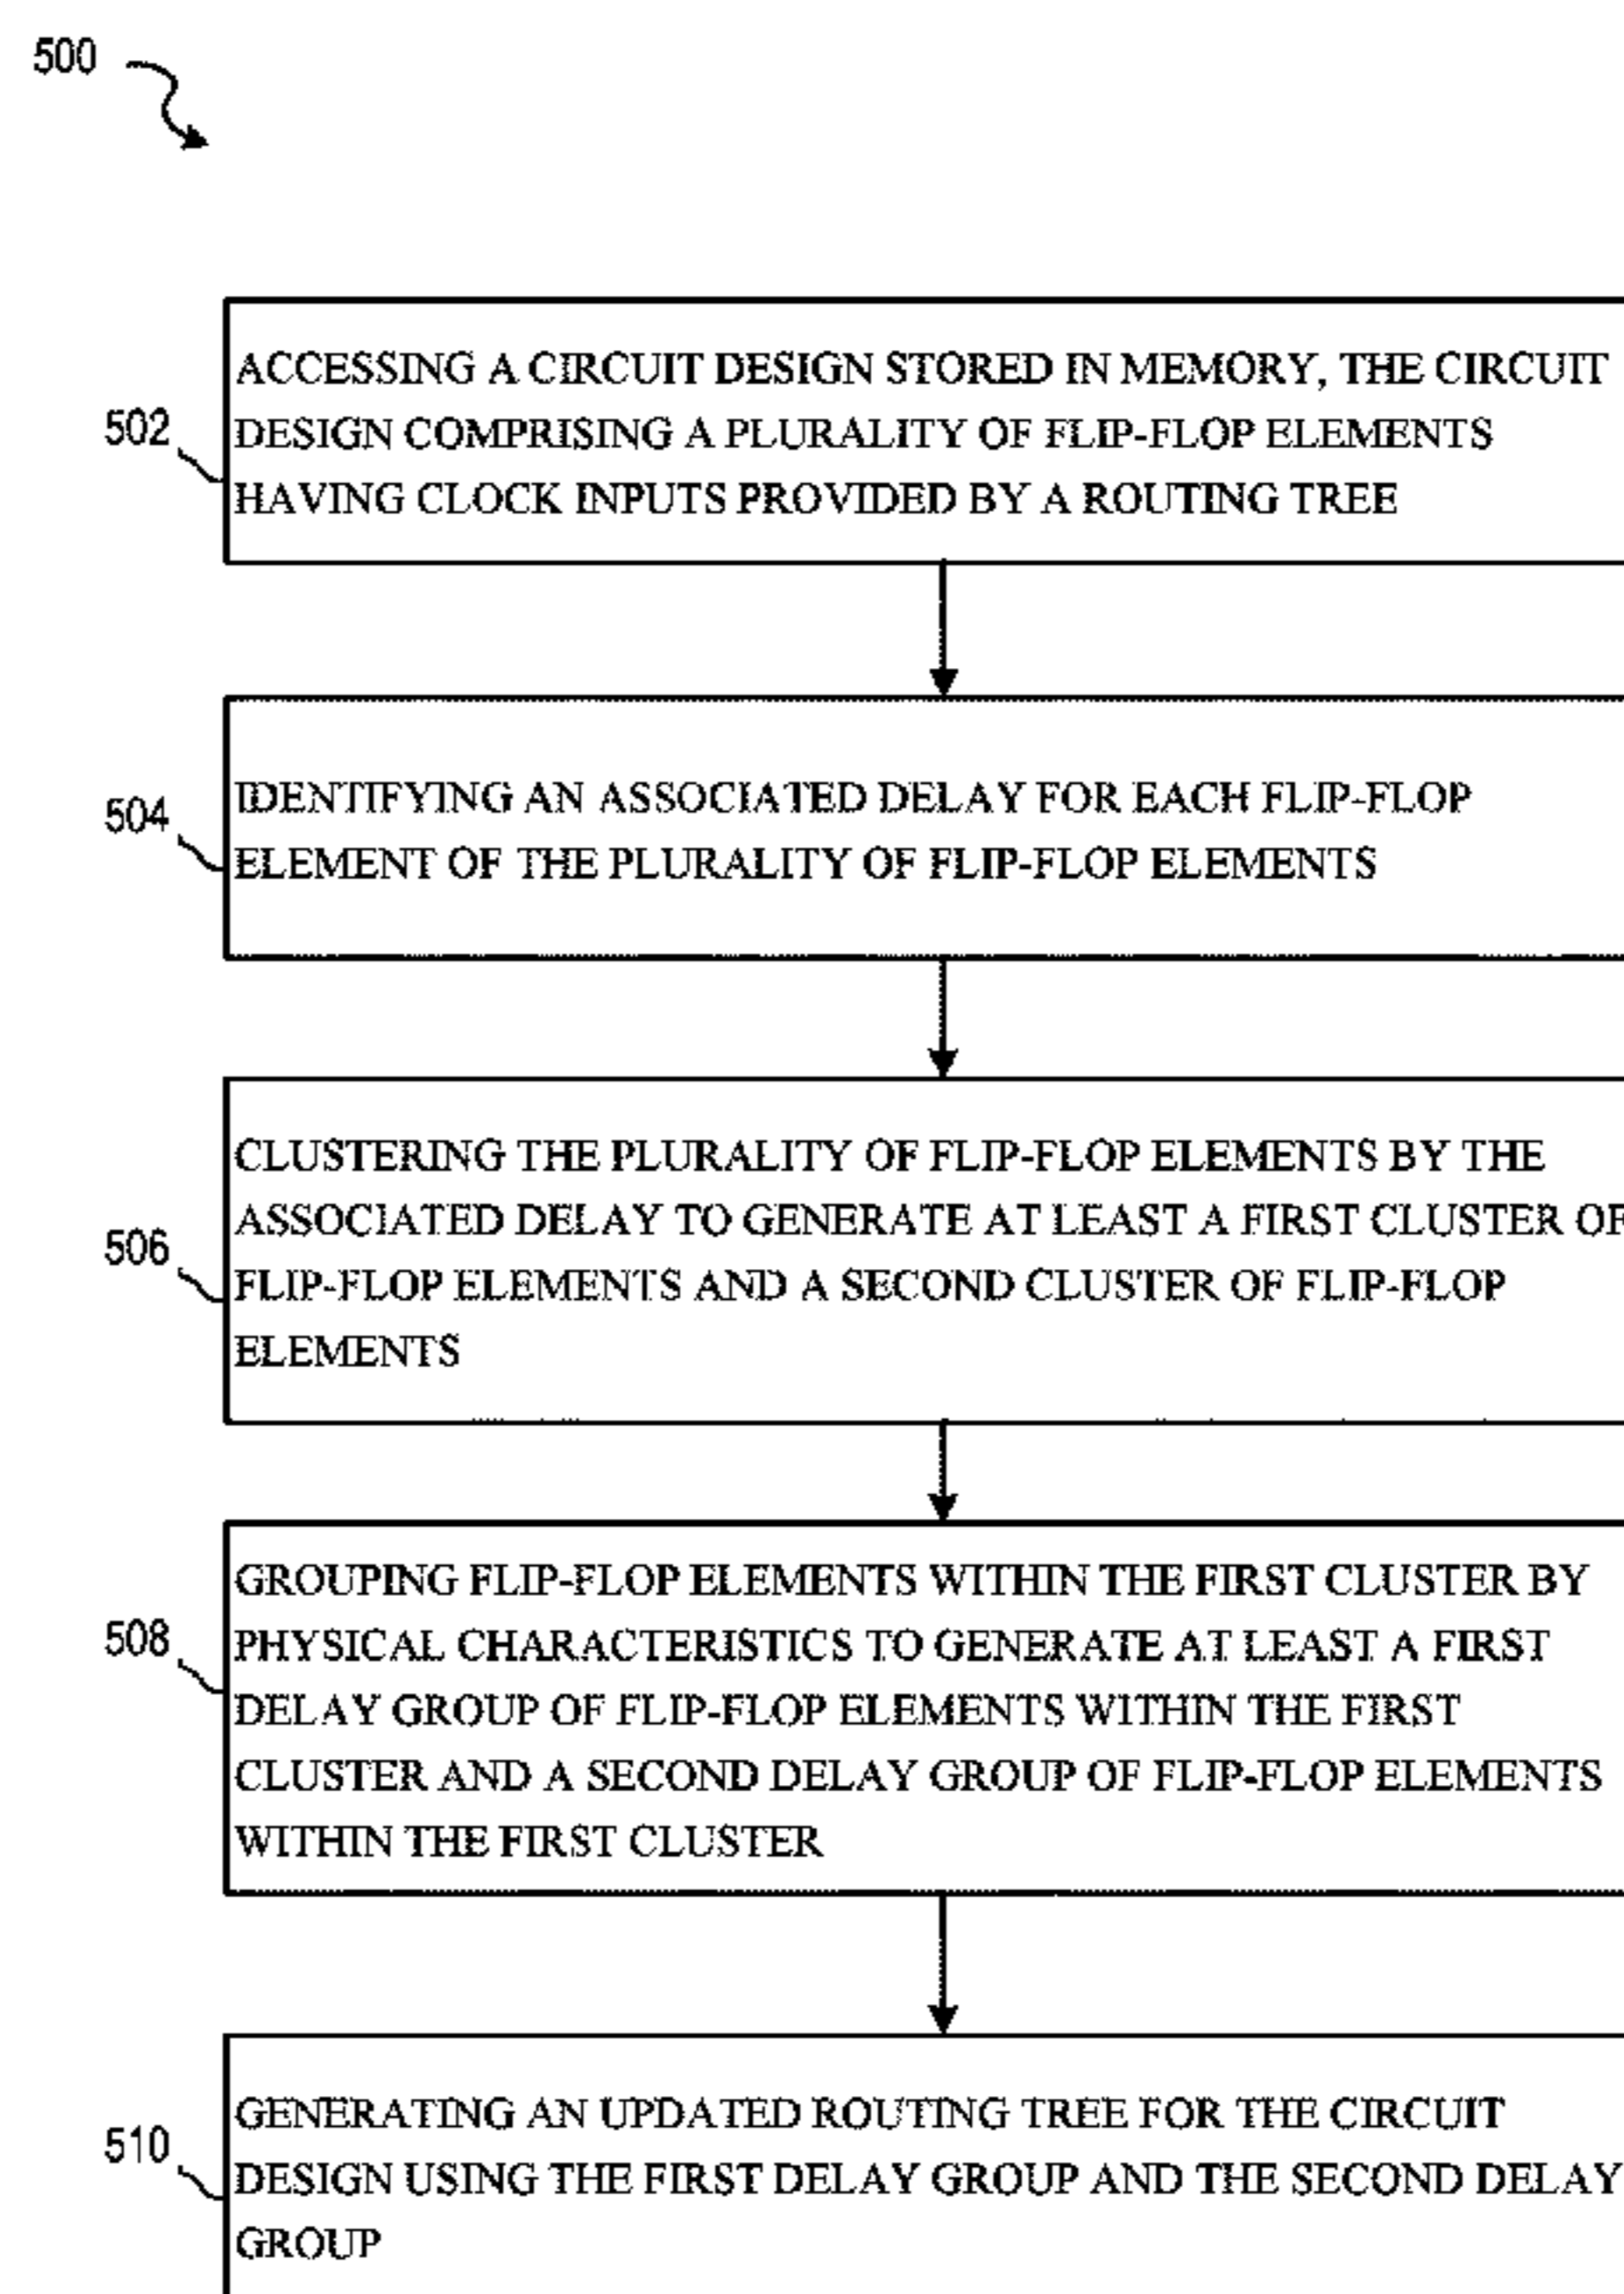 500
ACCESSING A CIRCUIT DESIGN STORED IN MEMORY, THE CIRCUIT
502
DESIGN COMPRISING A PLURALITY OF FLIP-FLOP ELEMENTS
HAVING CLOCK INPUTS PROVIDED BY A ROUTING TREE
IDENTIFYING AN ASSOCIATED DELAY FOR EACH FLIP-FLOP
504
ELEMENT OF THE PLURALITY OF FLIP-FLOP ELEMENTS
CLUSTERING THE PLURALITY OF FLIP-FLOP ELEMENTS BY THE
ASSOCIATED DELAY TO GENERATE AT LEAST A FIRST CLUSTER OF
506
FLIP-FLOP ELEMENTS AND A SECOND CLUSTER OF FLIP-FLOP
ELEMENTS
GROUPING FLIP-FLOP ELEMENTS WITHIN THE FIRST CLUSTER BY
508
PHYSICAL CHARACTERISTICS TO GENERATE AT LEAST A FIRST
DELAY GROUP OF FLIP-FLOP ELEMENTS WITHIN THE FIRST
CLUSTER AND A SECOND DELAY GROUP OF FLIP-FLOP ELEMENTS
WITHIN THE FIRST CLUSTER
GENERATING AN UPDATED ROUTING TREE FOR THE CIRCUIT
510
DESIGN USING THE FIRST DELAY GROUP AND THE SECOND DELAY
GROUP